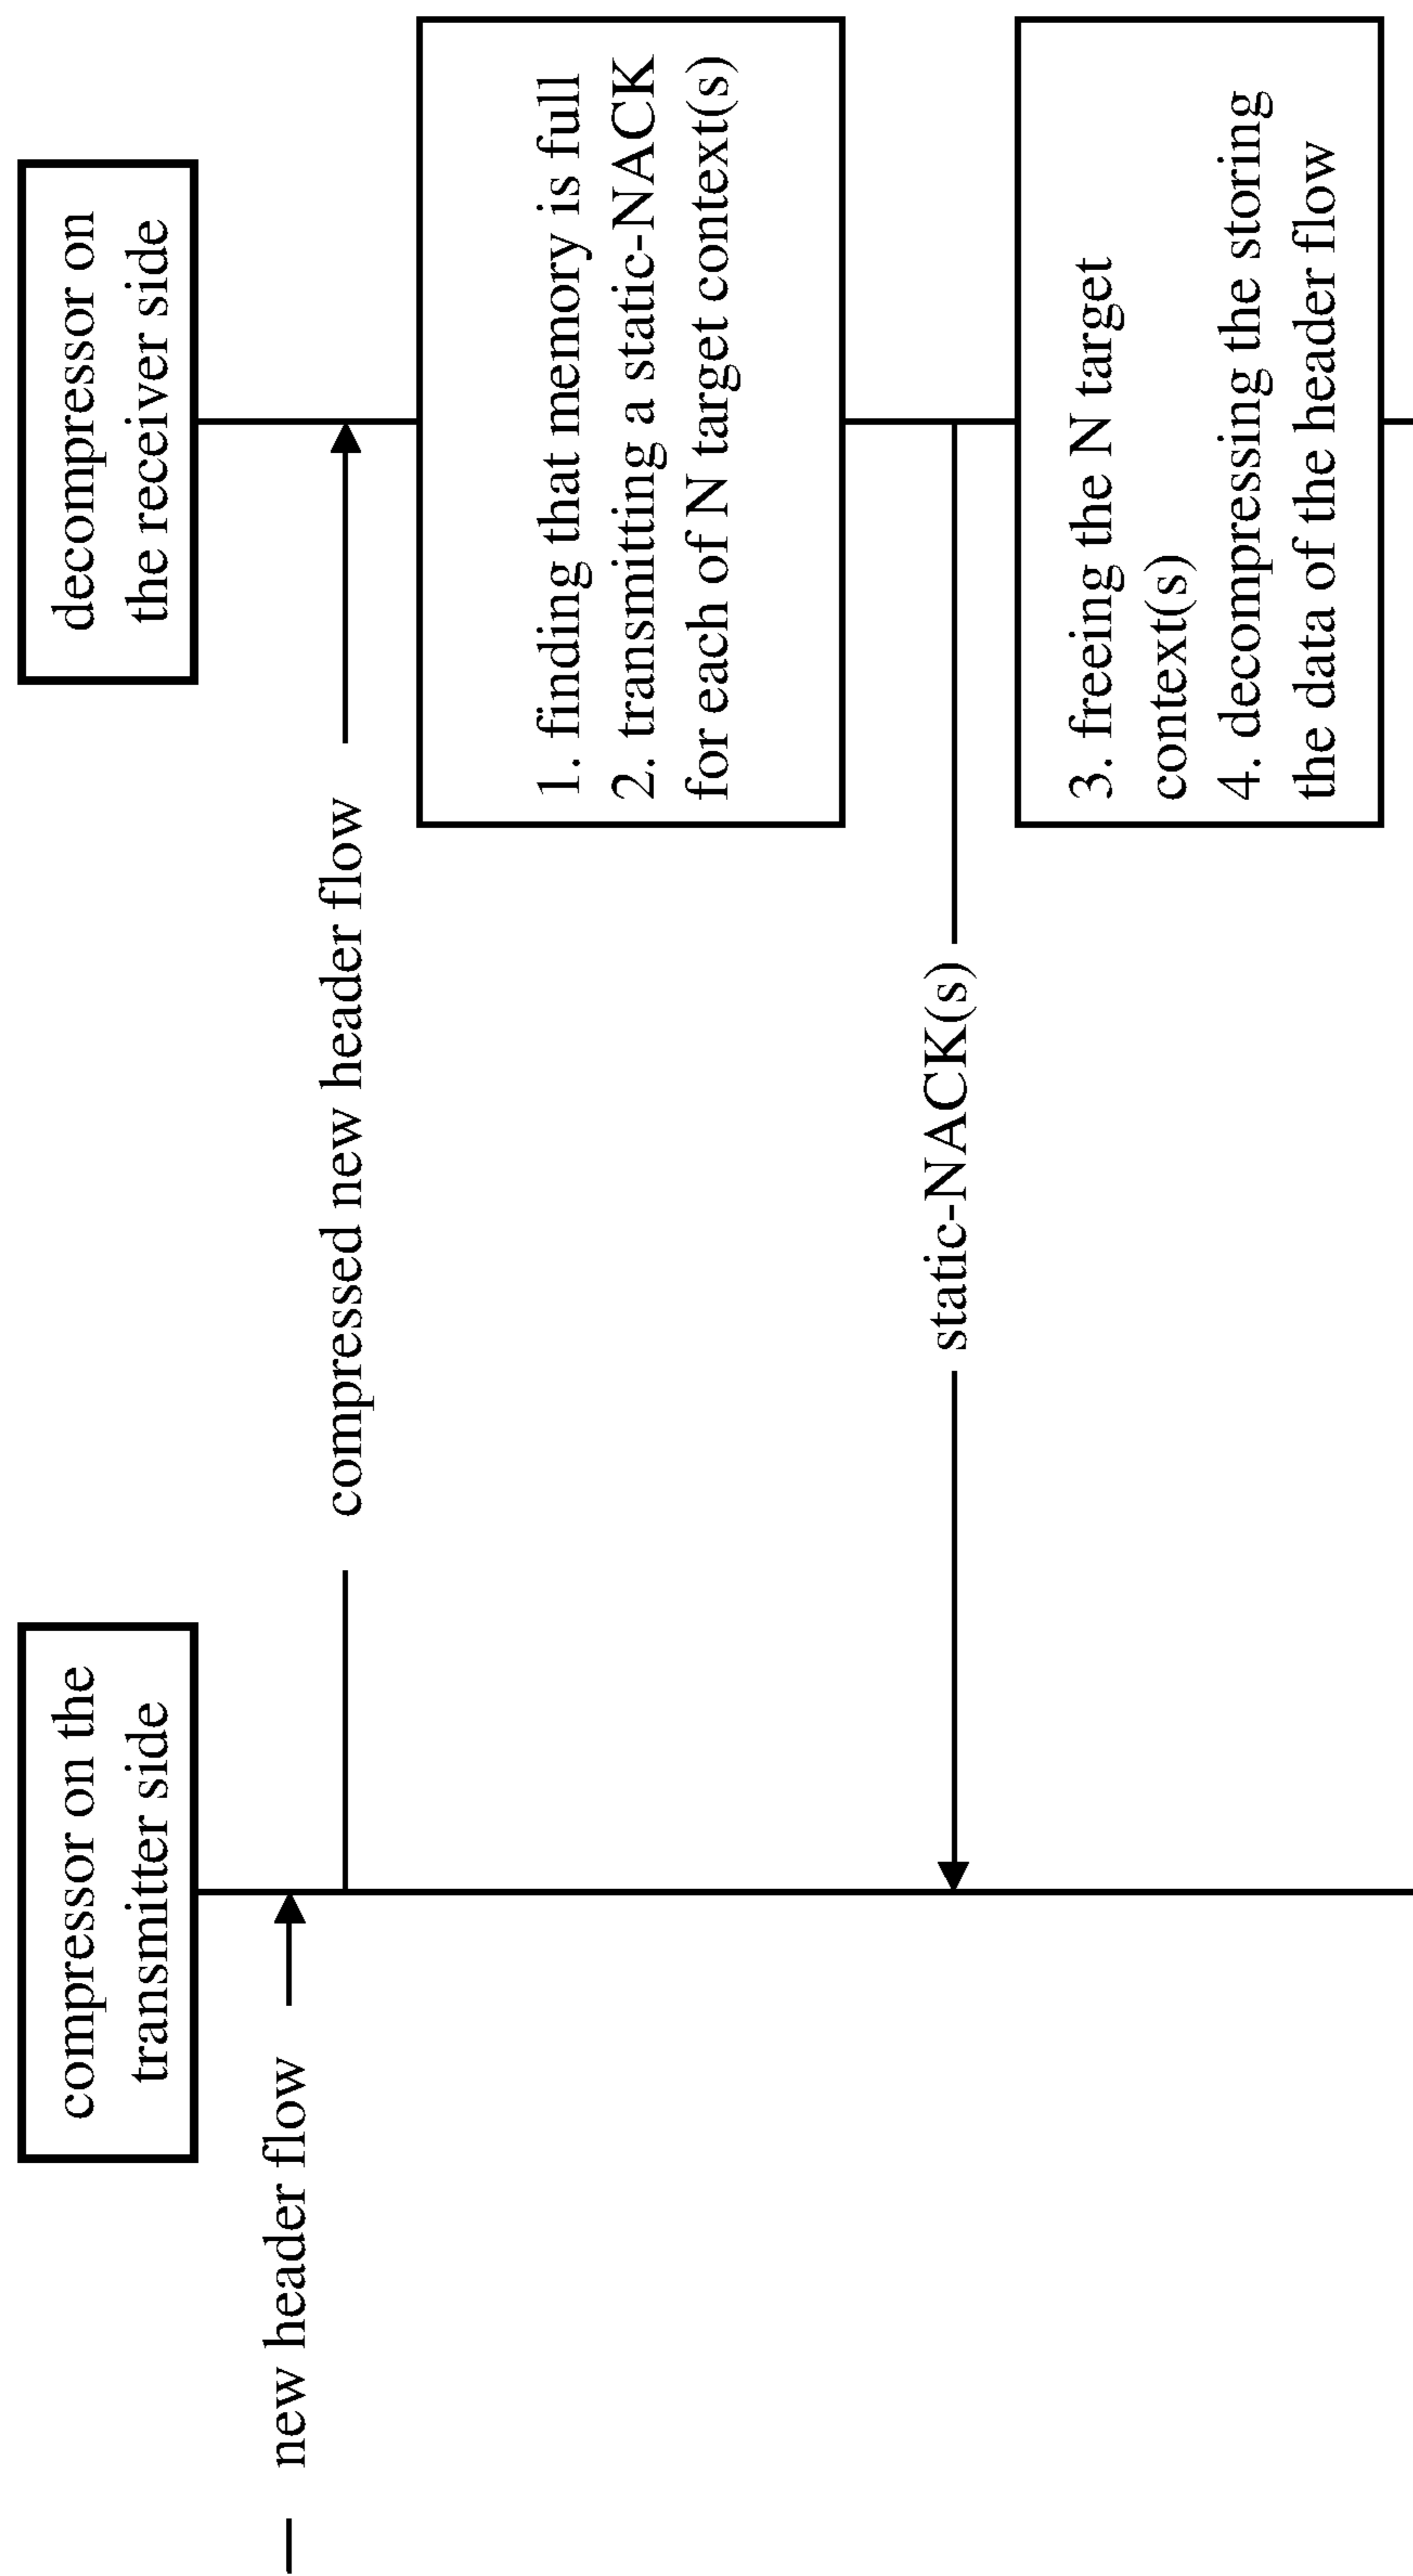 compressor on the
transmitter side
decompressor on
the receiver side
new header flow
compressed new header flow
1. finding that memory is full
2. transmitting a static-NACK
for each of N target context(s)
static-NACK(s)
3. freeing the N target
context(s)
4. decompressing the storing
the data of the header flow